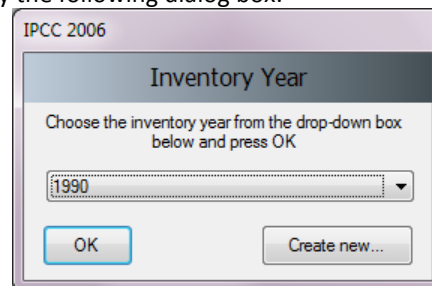 the following dialog box:
IPCC 2006
Inventory Year
Choose the inventory year from the drop-down box
below and press OK
1990
OK
Create new...